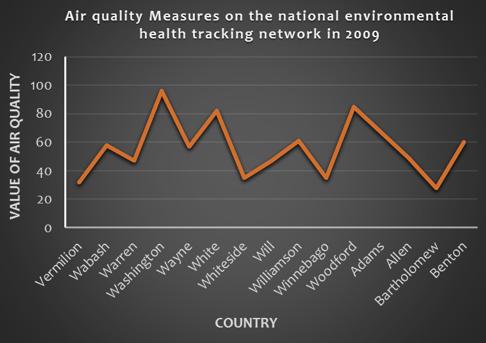 Air quality Measures on the national environmental
health tracking network in 2009
VALUE OF AIR QUALITY
120
100
80
60
40
20
0
Vermilion
Wabash
Warren
Washington
Wayne
White
Whiteside
Will
Williamson
Winnebago
Woodford
Adams
Allen
Bartholomew
Benton
COUNTRY